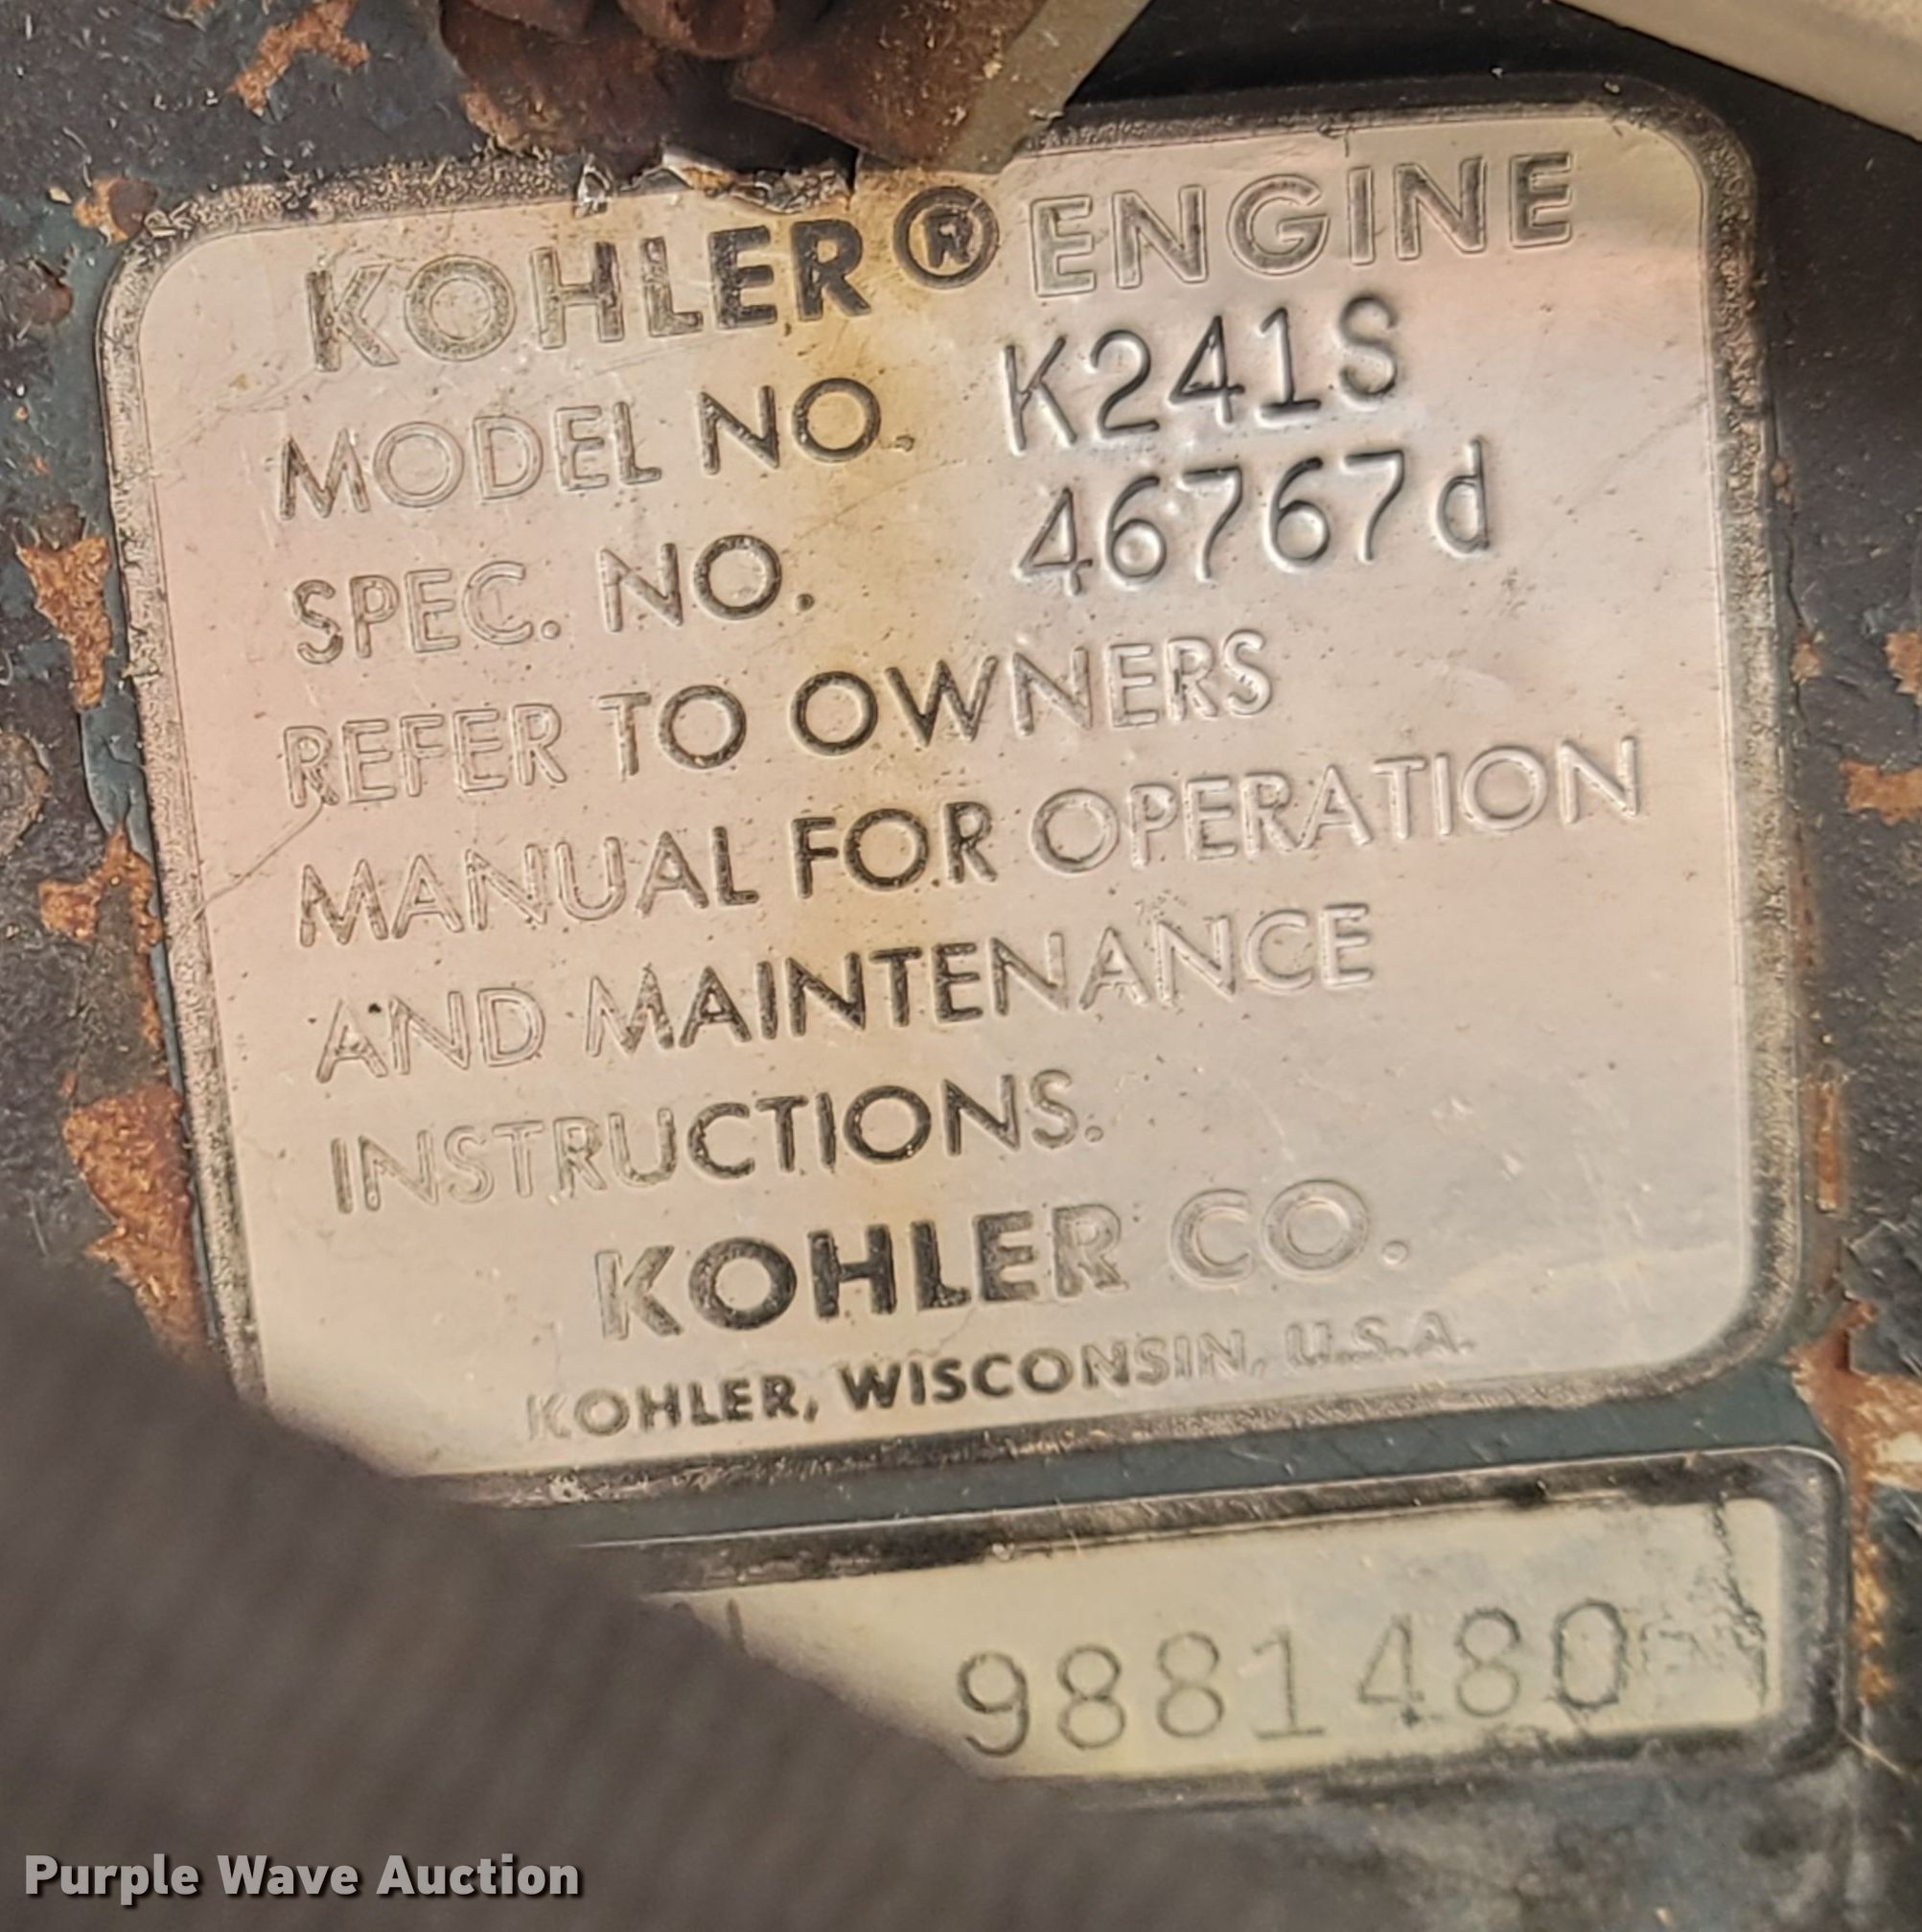 KOHLER® ENGINE
MODEL NO. K241S
SPEC. NO. 46767d
REFER TO OWNERS
MANUAL FOR OPERATION
AND MAINTENANCE
INSTRUCTIONS.
KOHLER CO.
KOHLER, WISCONSIN, U.S.A.
9881480
Purple Wave Auction